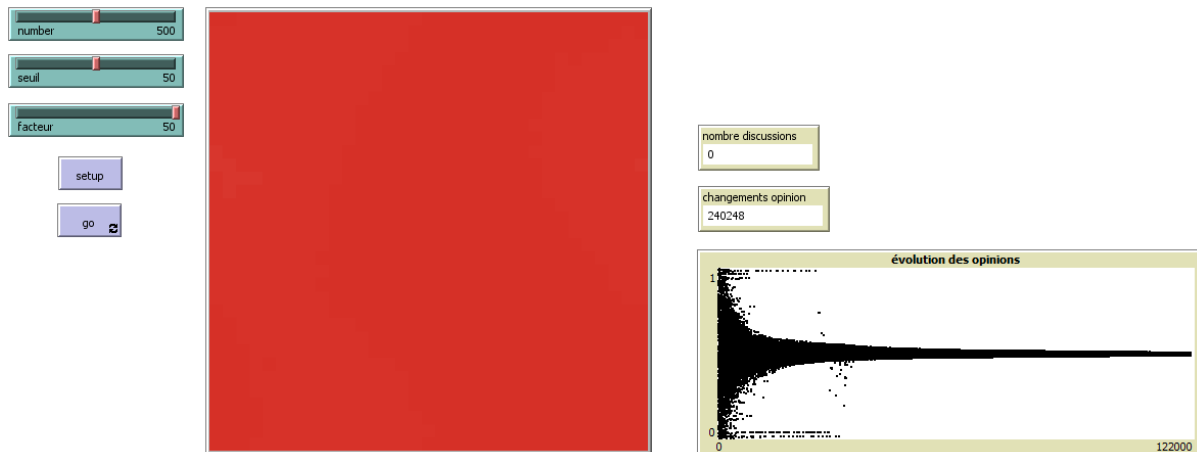 number 500
seuil 50
facteur 50
setup
go
nombre discussions
0
changements opinion
240248
évolution des opinions
1
0
0 122000